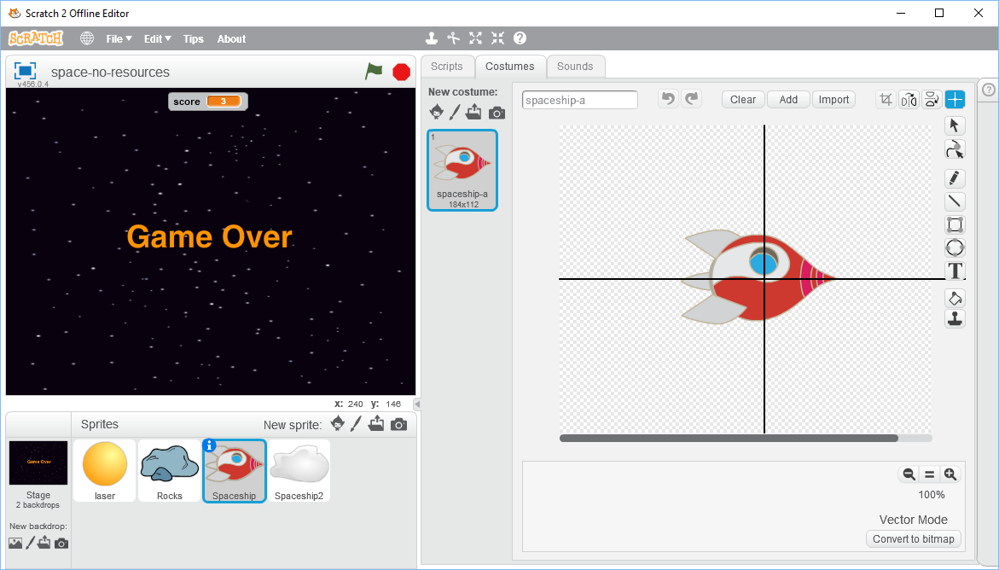 Scratch 2 Offline Editor
SCRATCH File Edit Tips About
space-no-resources
v456.0.4
score 3
Game Over
x: 240 y: 146
Sprites New sprite:
Game Over
Stage
2 backdrops
New backdrop:
laser Rocks Spaceship Spaceship2
Scripts Costumes Sounds
New costume:
1
spaceship-a
184x112
spaceship-a Clear Add Import
T
100%
Vector Mode
Convert to bitmap